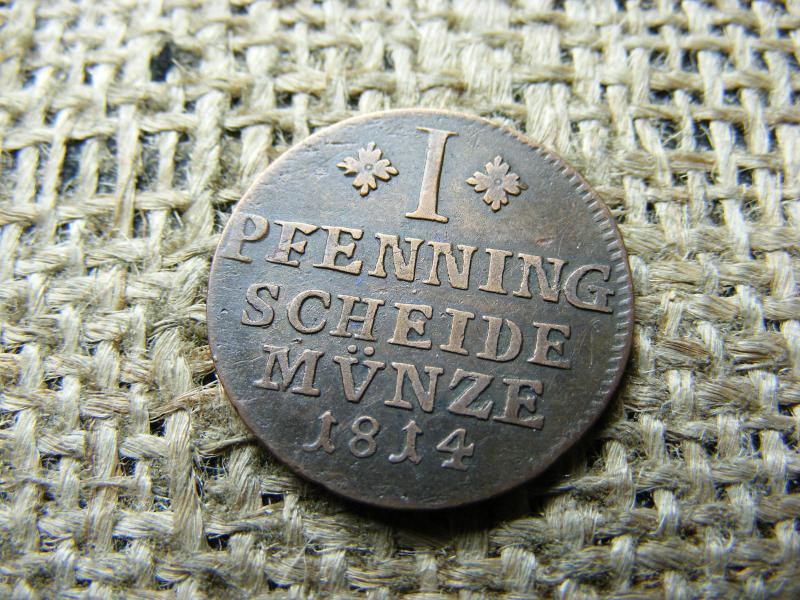 I
PFENNING
SCHEIDE
MÜNZE
1814